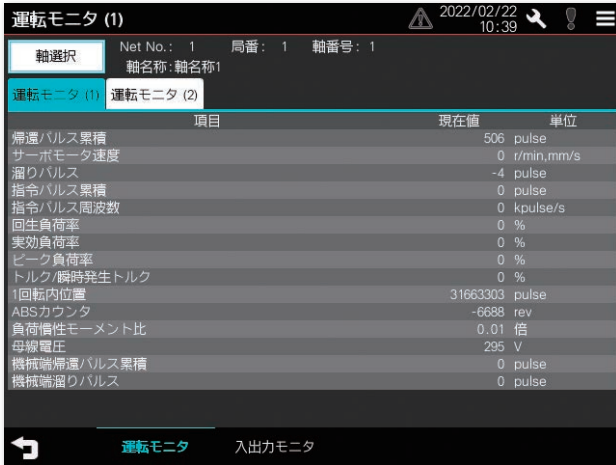 運転モニタ (1)
2022/02/22
10:39
軸選択
Net No.: 1 局番: 1 軸番号: 1
軸名称:軸名称1
運転モニタ (1) 運転モニタ (2)
項目 現在値 単位
帰還パルス累積 506 pulse
サーボモータ速度 0 r/min,mm/s
溜りパルス -4 pulse
指令パルス累積 0 pulse
指令パルス周波数 0 kpulse/s
回生負荷率 0 %
実効負荷率 0 %
ピーク負荷率 0 %
トルク/瞬時発生トルク 0 %
1回転内位置 31663303 pulse
ABSカウンタ -6688 rev
負荷慣性モーメント比 0.01 倍
母線電圧 295 V
機械端帰還パルス累積 0 pulse
機械端溜りパルス 0 pulse
運転モニタ 入出力モニタ